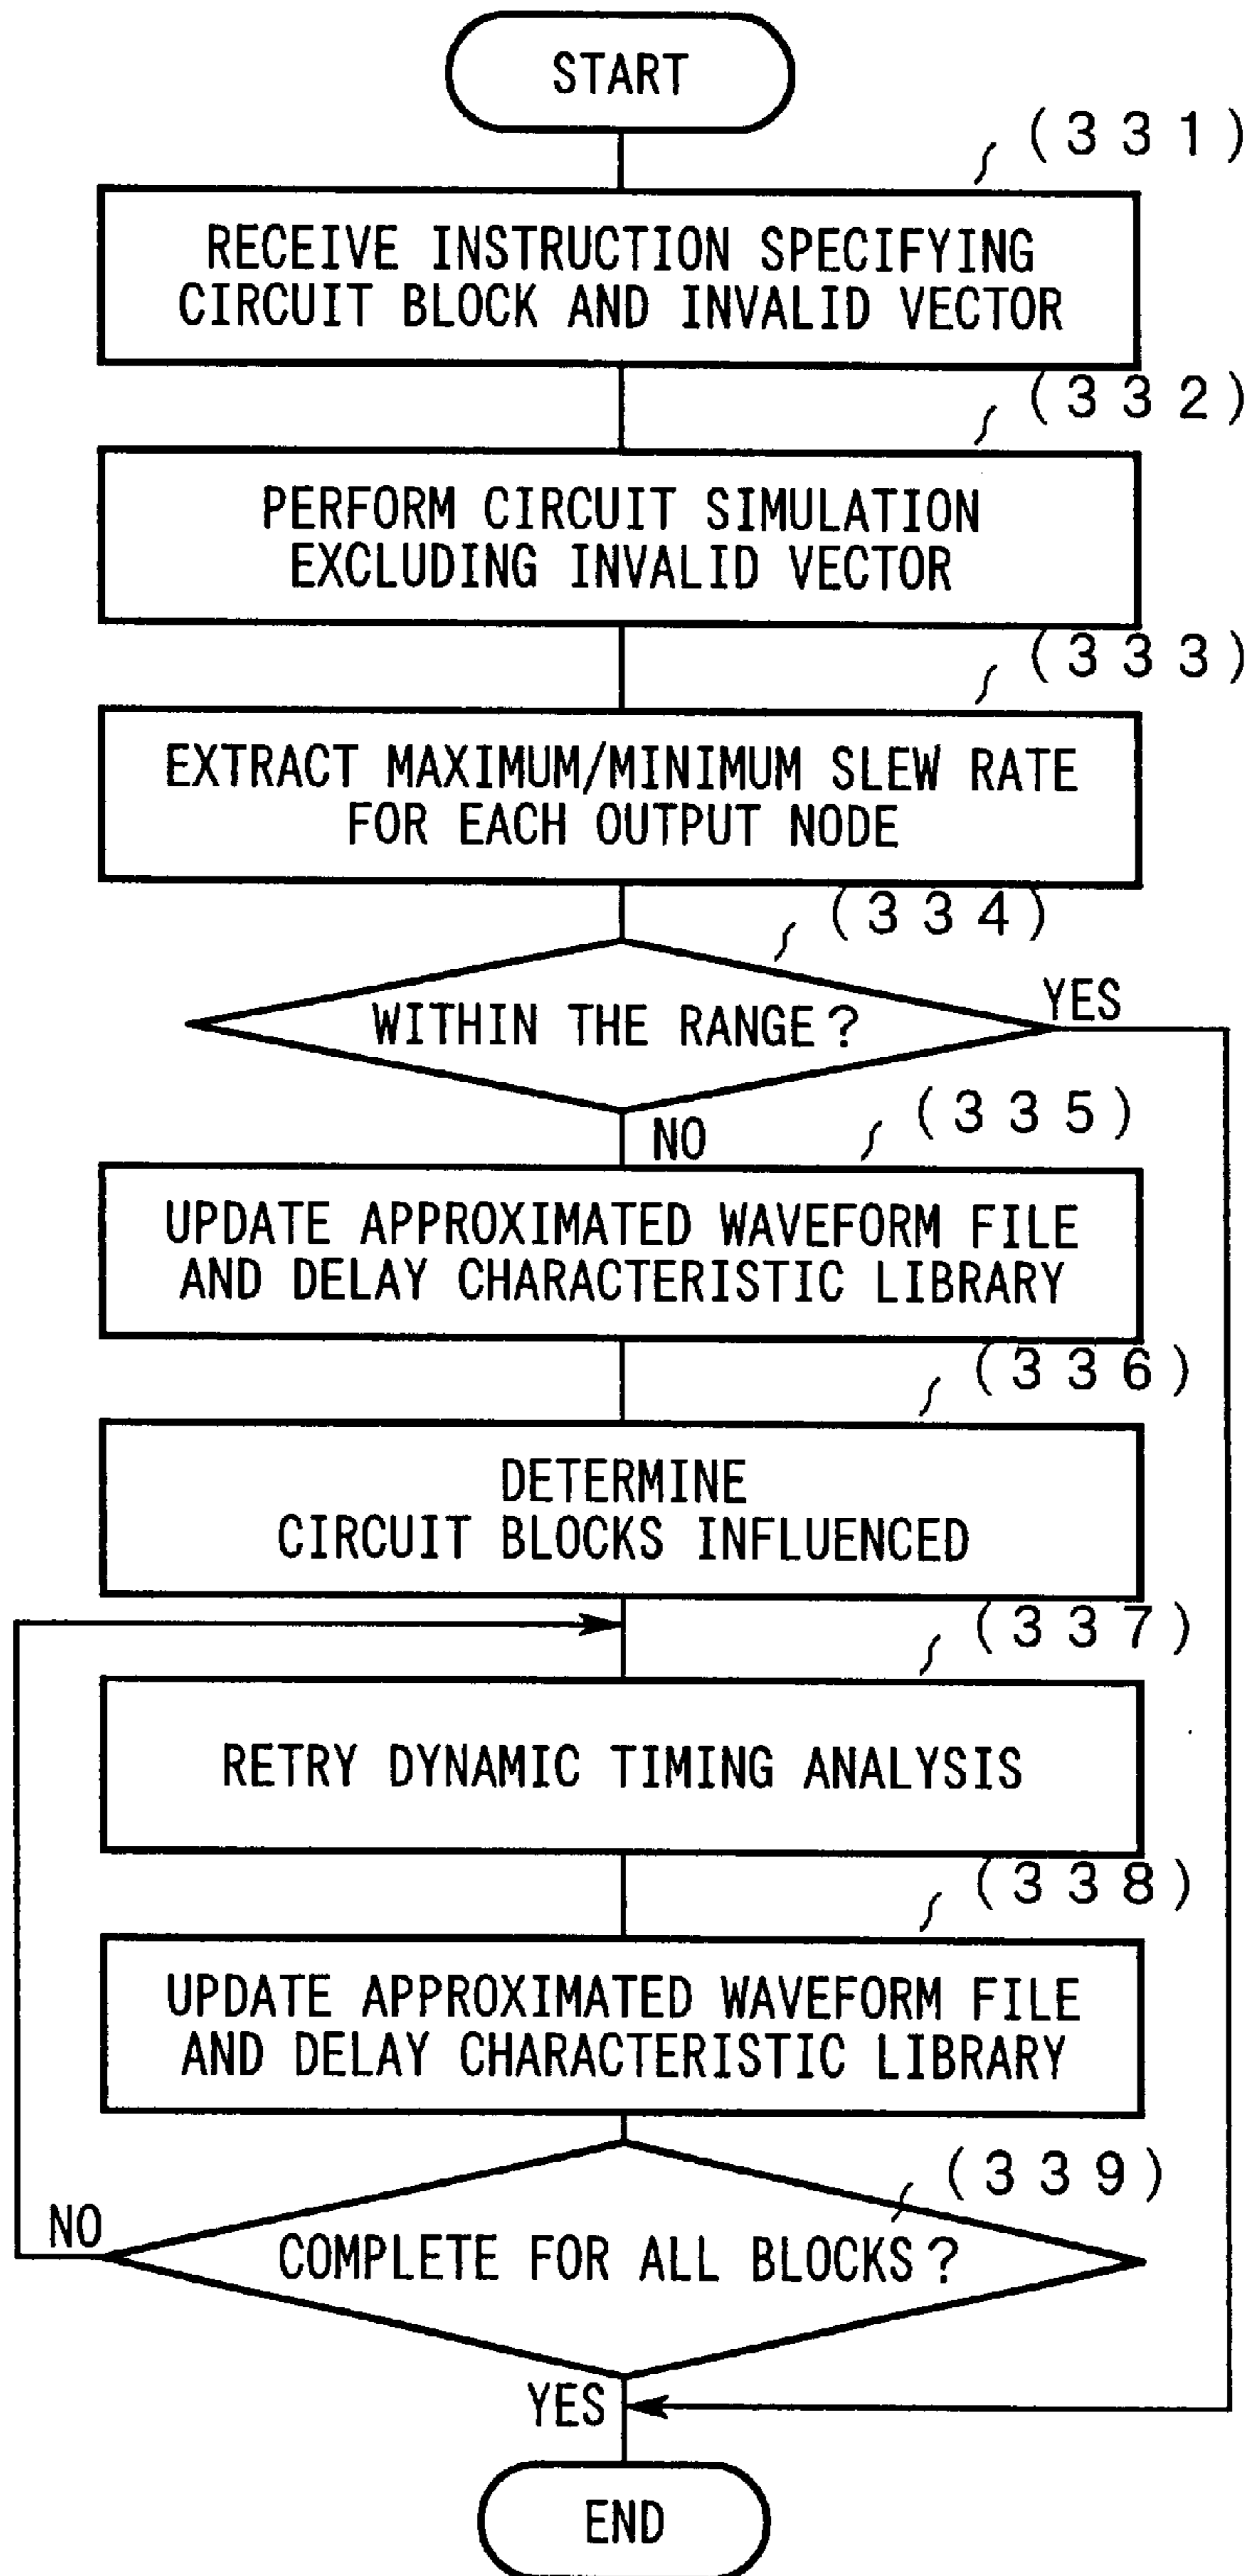 START
(331)
RECEIVE INSTRUCTION SPECIFYING
CIRCUIT BLOCK AND INVALID VECTOR
(332)
PERFORM CIRCUIT SIMULATION
EXCLUDING INVALID VECTOR
(333)
EXTRACT MAXIMUM/MINIMUM SLEW RATE
FOR EACH OUTPUT NODE
(334)
WITHIN THE RANGE?
YES
NO
(335)
UPDATE APPROXIMATED WAVEFORM FILE
AND DELAY CHARACTERISTIC LIBRARY
(336)
DETERMINE
CIRCUIT BLOCKS INFLUENCED
(337)
RETRY DYNAMIC TIMING ANALYSIS
(338)
UPDATE APPROXIMATED WAVEFORM FILE
AND DELAY CHARACTERISTIC LIBRARY
(339)
NO
COMPLETE FOR ALL BLOCKS?
YES
END